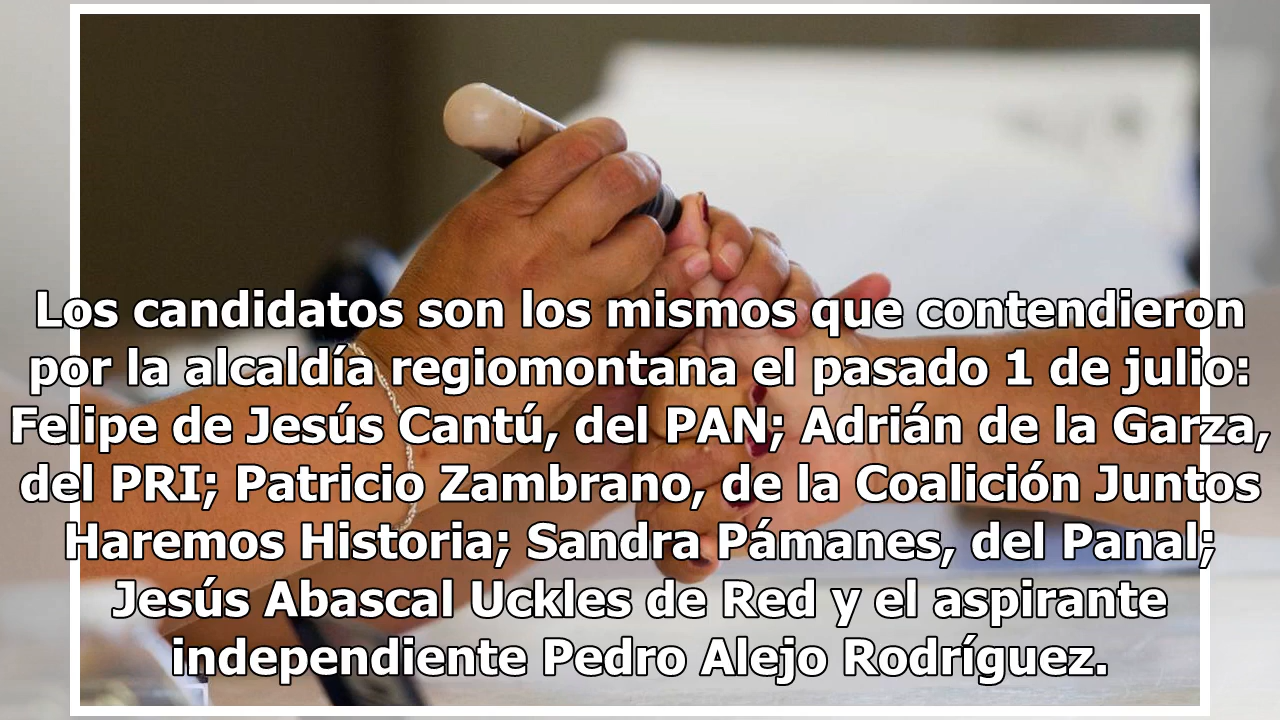 Los candidatos son los mismos que contendieron
por la alcaldía regiomontana el pasado 1 de julio:
Felipe de Jesús Cantú, del PAN; Adrián de la Garza,
del PRI; Patricio Zambrano, de la Coalición Juntos
Haremos Historia; Sandra Pámanes, del Panal;
Jesús Abascal Uckles de Red y el aspirante
independiente Pedro Alejo Rodríguez.